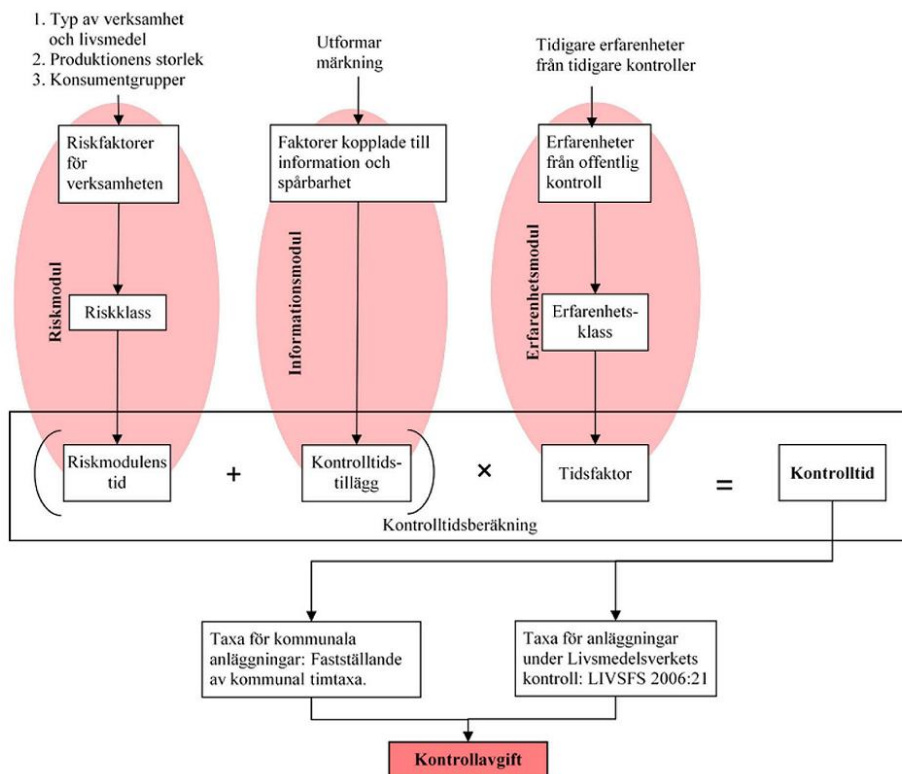 1. Typ av verksamhet
och livsmedel
2. Produktionens storlek
3. Konsumentgrupper
Utformar
märkning
Tidigare erfarenheter
från tidigare kontroller
Riskfaktorer
för
verksamheten
Faktorer kopplade till
information och
spårbarhet
Erfarenheter
från offentlig
kontroll
Riskmodul
Informationsmodul
Erfarenhetsmodul
Riskklass
Erfarenhets-
klass
Riskmodulens
tid
+
Kontrolltids-
tillägg
×
Tidsfaktor
=
Kontrolltid
Kontrolltidsberäkning
Taxa för kommunala
anläggningar: Fastställande
av kommunal timtaxa.
Taxa för anläggningar
under Livsmedelsverkets
kontroll: LIVSFS 2006:21
Kontrollavgift